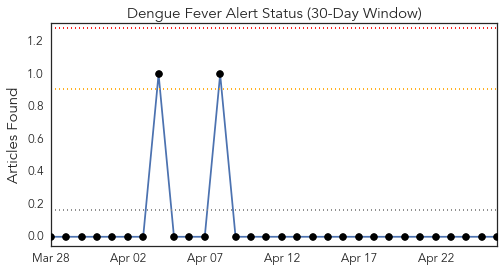 Dengue Fever Alert Status (30-Day Window)
Articles Found
1.2
1.0
0.8
0.6
0.4
0.2
0.0
Mar 28 Apr 02 Apr 07 Apr 12 Apr 17 Apr 22